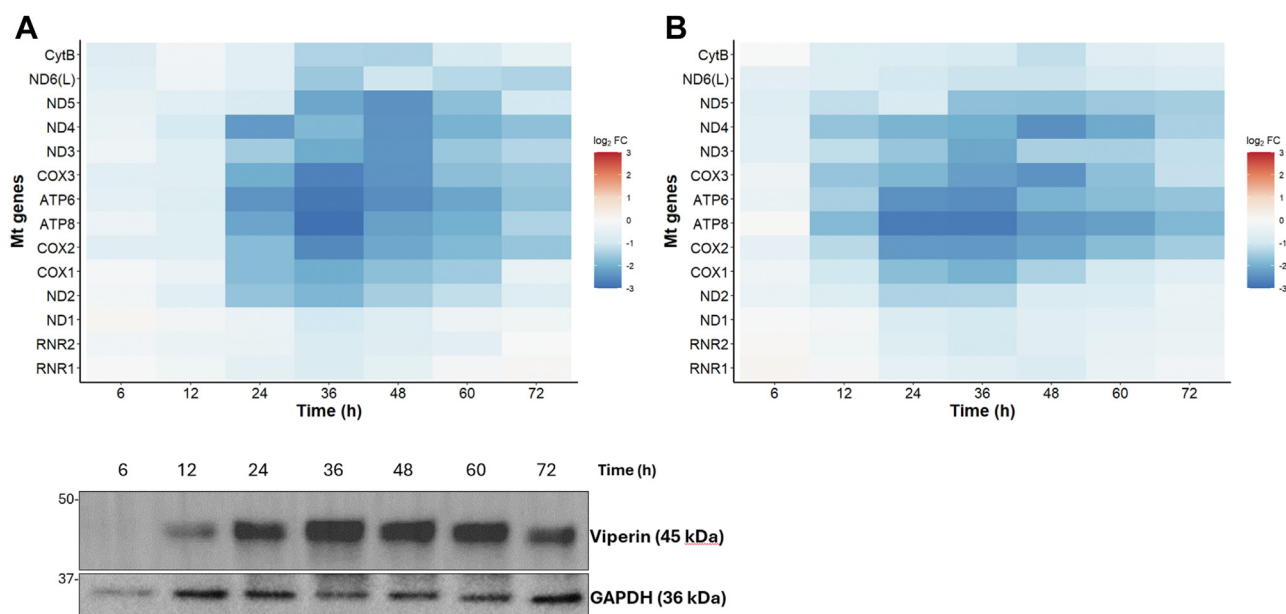 A
CytB
ND6(L)
ND5
ND4
ND3
COX3
ATP6
ATP8
COX2
COX1
ND2
ND1
RNR2
RNR1
Mt genes
6 12 24 36 48 60 72
Time (h)
log2 FC
3
2
1
0
-1
-2
-3
B
CytB
ND6(L)
ND5
ND4
ND3
COX3
ATP6
ATP8
COX2
COX1
ND2
ND1
RNR2
RNR1
Mt genes
6 12 24 36 48 60 72
Time (h)
log2 FC
3
2
1
0
-1
-2
-3
6 12 24 36 48 60 72 Time (h)
50-
Viperin (45 kDa)
37-
GAPDH (36 kDa)